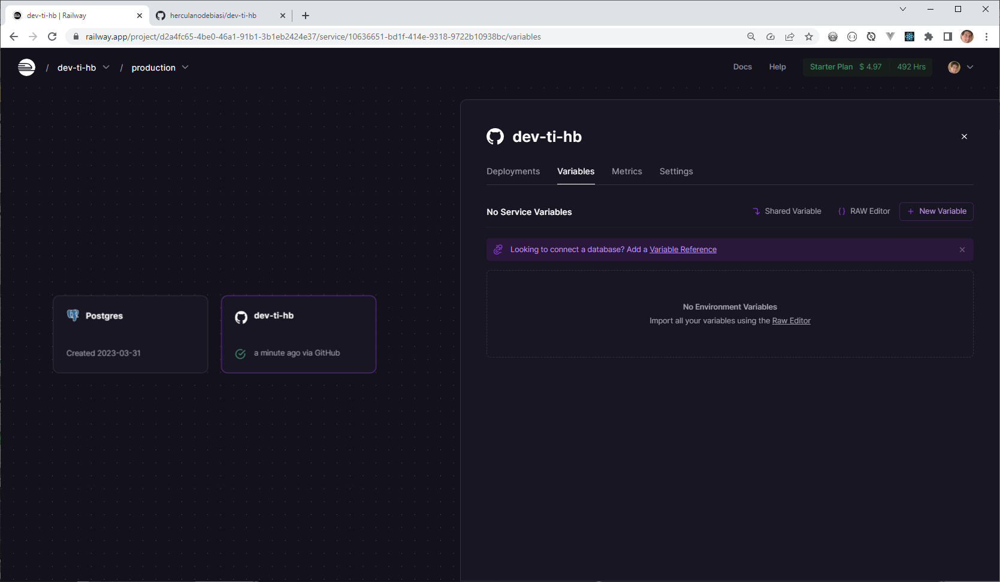 dev-ti-hb | Railway
herculanodebiasi/dev-ti-hb
railway.app/project/d2a4fc65-4be0-46a1-91b1-3b1eb2424e37/service/10636651-bd1f-414e-9318-9722b10938bc/variables
/ dev-ti-hb / production
Docs Help Starter Plan $ 4.97 492 Hrs
dev-ti-hb
Deployments Variables Metrics Settings
No Service Variables Shared Variable {} RAW Editor + New Variable
Looking to connect a database? Add a Variable Reference
No Environment Variables
Import all your variables using the Raw Editor
Postgres
Created 2023-03-31
dev-ti-hb
a minute ago via GitHub